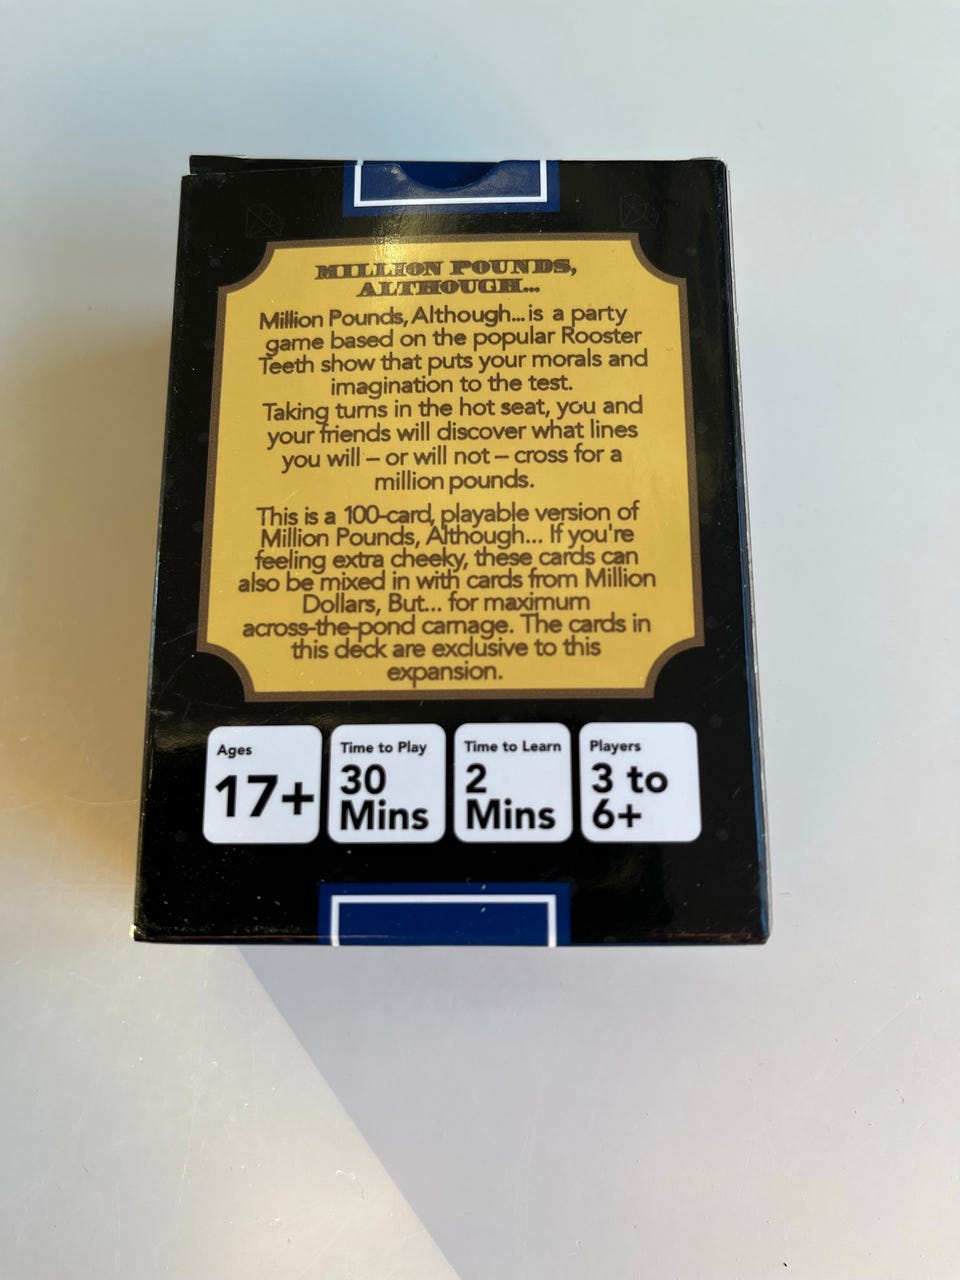 MILLION POUNDS,
ALTHOUGH...
Million Pounds, Although... is a party
game based on the popular Rooster
Teeth show that puts your morals and
imagination to the test.
Taking turns in the hot seat, you and
your friends will discover what lines
you will – or will not – cross for a
million pounds.
This is a 100-card, playable version of
Million Pounds, Although... If you're
feeling extra cheeky, these cards can
also be mixed in with cards from Million
Dollars, But... for maximum
across-the-pond carnage. The cards in
this deck are exclusive to this
expansion.
Ages
17+
Time to Play
30
Mins
Time to Learn
2
Mins
Players
3 to
6+